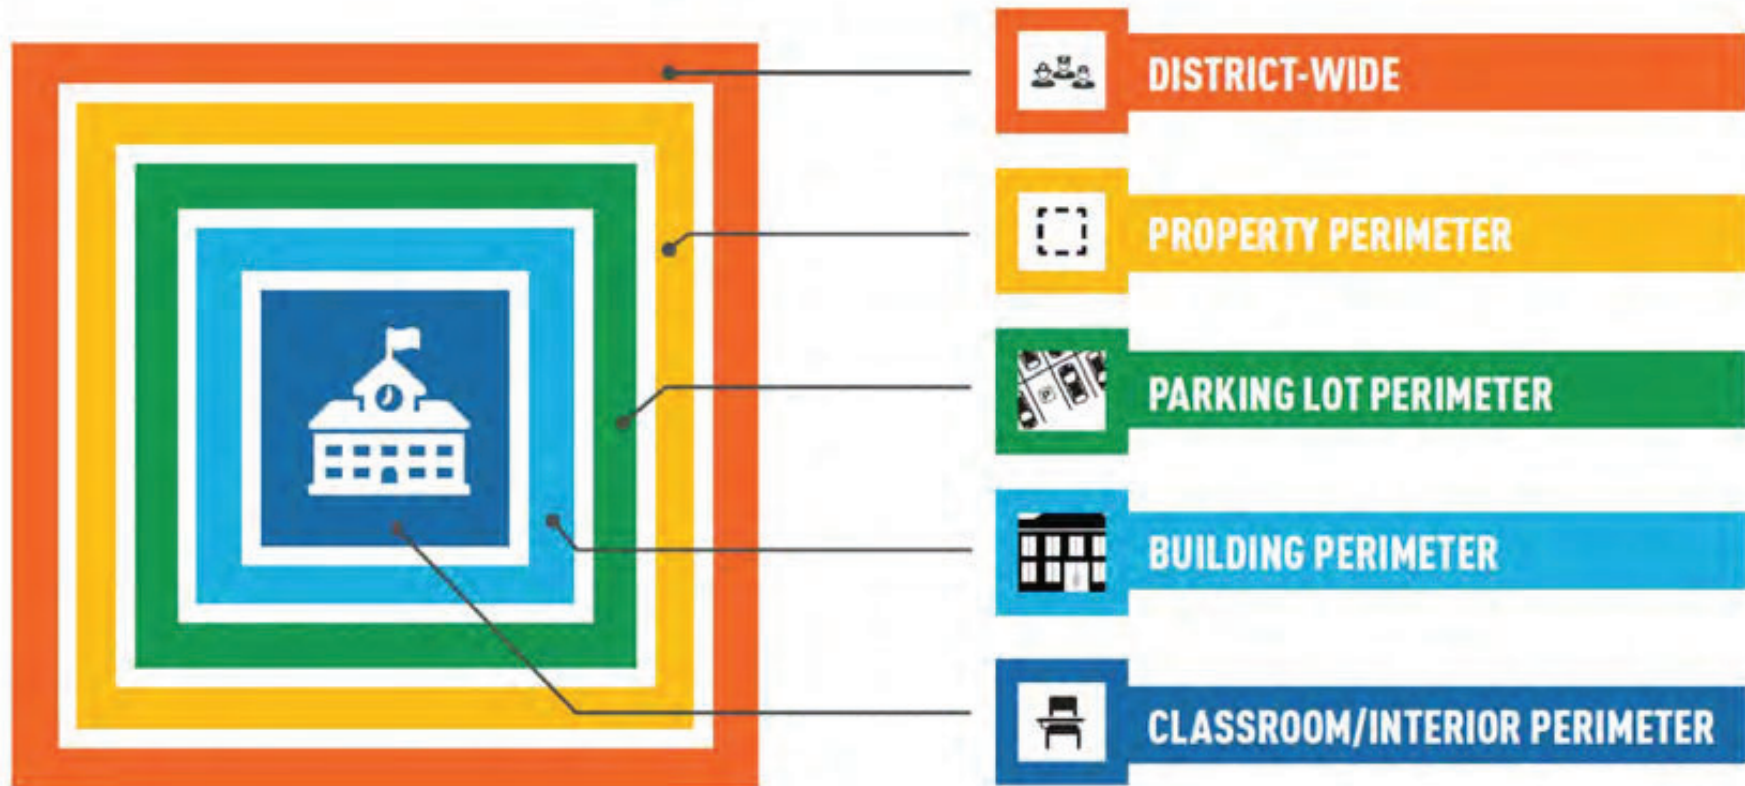 DISTRICT-WIDE
PROPERTY PERIMETER
PARKING LOT PERIMETER
P
BUILDING PERIMETER
CLASSROOM/INTERIOR PERIMETER